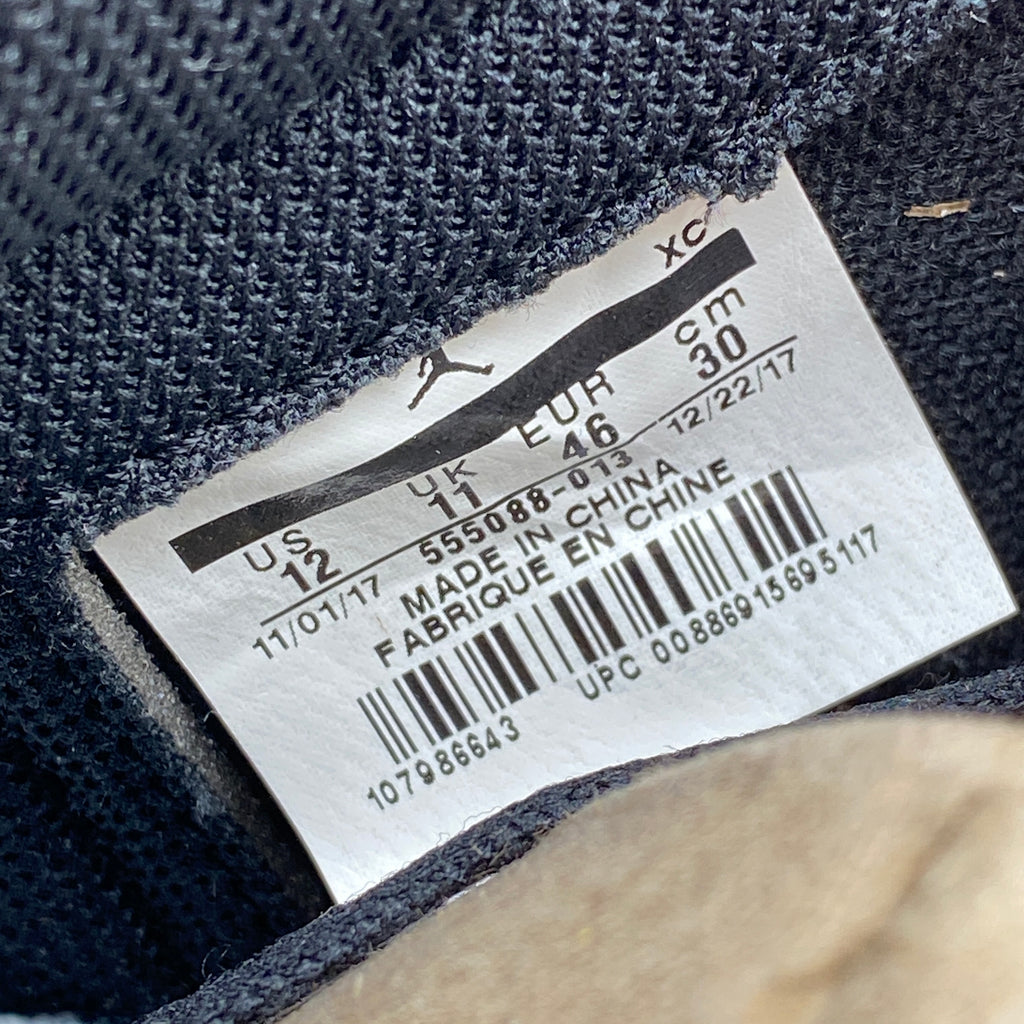 XC
US UK EUR cm
12 11 46 30
11/01/17 555088-013 12/22/17
MADE IN CHINA
FABRIQUE EN CHINE
UPC 00886915695117
107986643